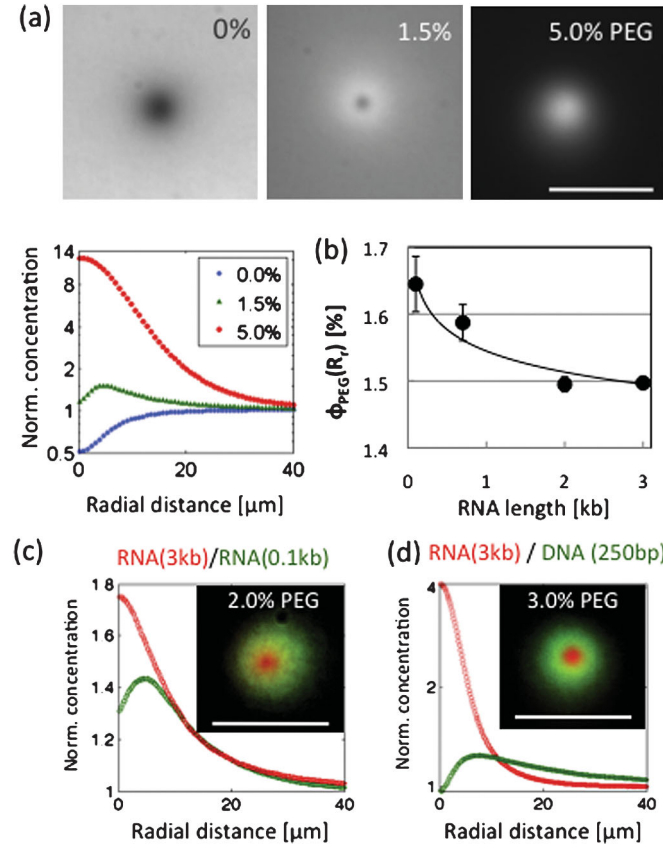 (a)
0%
1.5%
5.0% PEG
Norm. concentration
14
8
4
2
1
0.5
0
20
40
Radial distance [μm]
0.0%
1.5%
5.0%
(b)
ϕPEG(Rr) [%]
1.7
1.6
1.5
1.4
0
1
2
3
RNA length [kb]
(c)
RNA(3kb)/RNA(0.1kb)
Norm. concentration
1.8
1.6
1.4
1.2
1
0
20
40
2.0% PEG
Radial distance [μm]
(d)
RNA(3kb) / DNA (250bp)
Norm. concentration
4
2
1
0
20
40
3.0% PEG
Radial distance [μm]